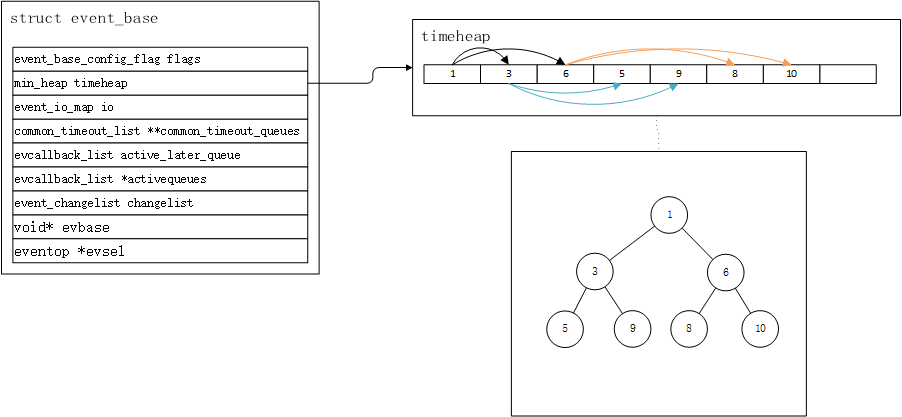 struct event_base
event_base_config_flag flags
min_heap timeheap
event_io_map io
common_timeout_list **common_timeout_queues
evcallback_list active_later_queue
evcallback_list *activequeues
event_changelist changelist
void* evbase
eventop *evsel
timeheap
1 3 6 5 9 8 10
1
3 6
5 9 8 10